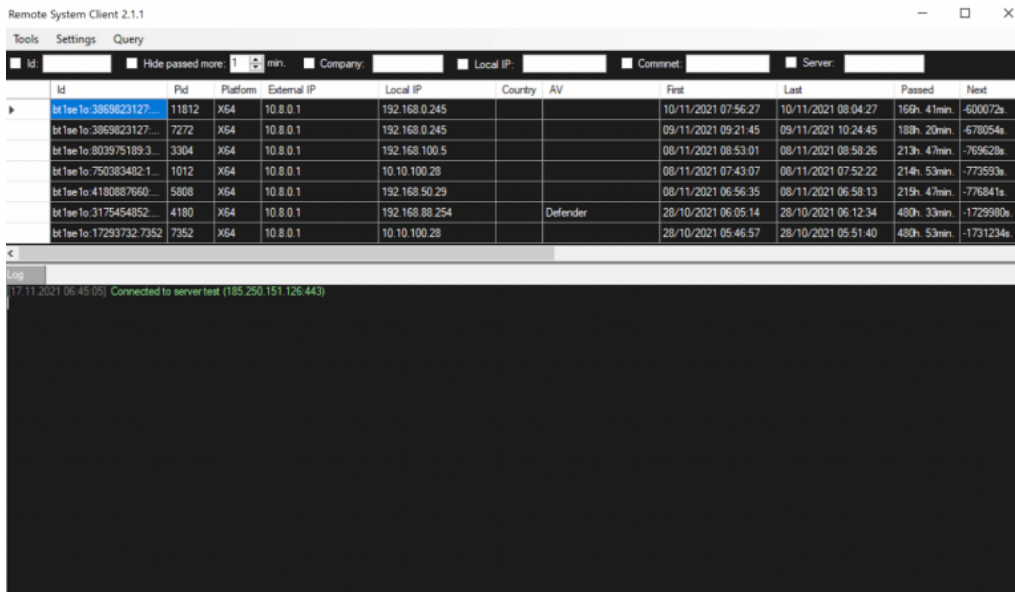 Remote System Client 2.1.1
Tools Settings Query
Id: Hide passed more: 1 min. Company: Local IP: Commnet: Server:
Id Pid Platform External IP Local IP Country AV First Last Passed Next
bt1se1o:3869823127:... 11812 X64 10.8.0.1 192.168.0.245 10/11/2021 07:56:27 10/11/2021 08:04:27 166h. 41min. -600072s.
bt1se1o:3869823127:... 7272 X64 10.8.0.1 192.168.0.245 09/11/2021 09:21:45 09/11/2021 10:24:45 188h. 20min. -678054s.
bt1se1o:803975189:3... 3304 X64 10.8.0.1 192.168.100.5 08/11/2021 08:53:01 08/11/2021 08:58:26 213h. 47min. -769628s.
bt1se1o:750383482:1... 1012 X64 10.8.0.1 10.10.100.28 08/11/2021 07:43:07 08/11/2021 07:52:22 214h. 53min. -773593s.
bt1se1o:4180887660:... 5808 X64 10.8.0.1 192.168.50.29 08/11/2021 06:56:35 08/11/2021 06:58:13 215h. 47min. -776841s.
bt1se1o:3175454852:... 4180 X64 10.8.0.1 192.168.88.254 Defender 28/10/2021 06:05:14 28/10/2021 06:12:34 480h. 33min. -1729980s.
bt1se1o:17293732:7352 7352 X64 10.8.0.1 10.10.100.28 28/10/2021 05:46:57 28/10/2021 05:51:40 480h. 53min. -1731234s.
Log
[17.11.2021 06:45:05] Connected to server test (185.250.151.126:443)